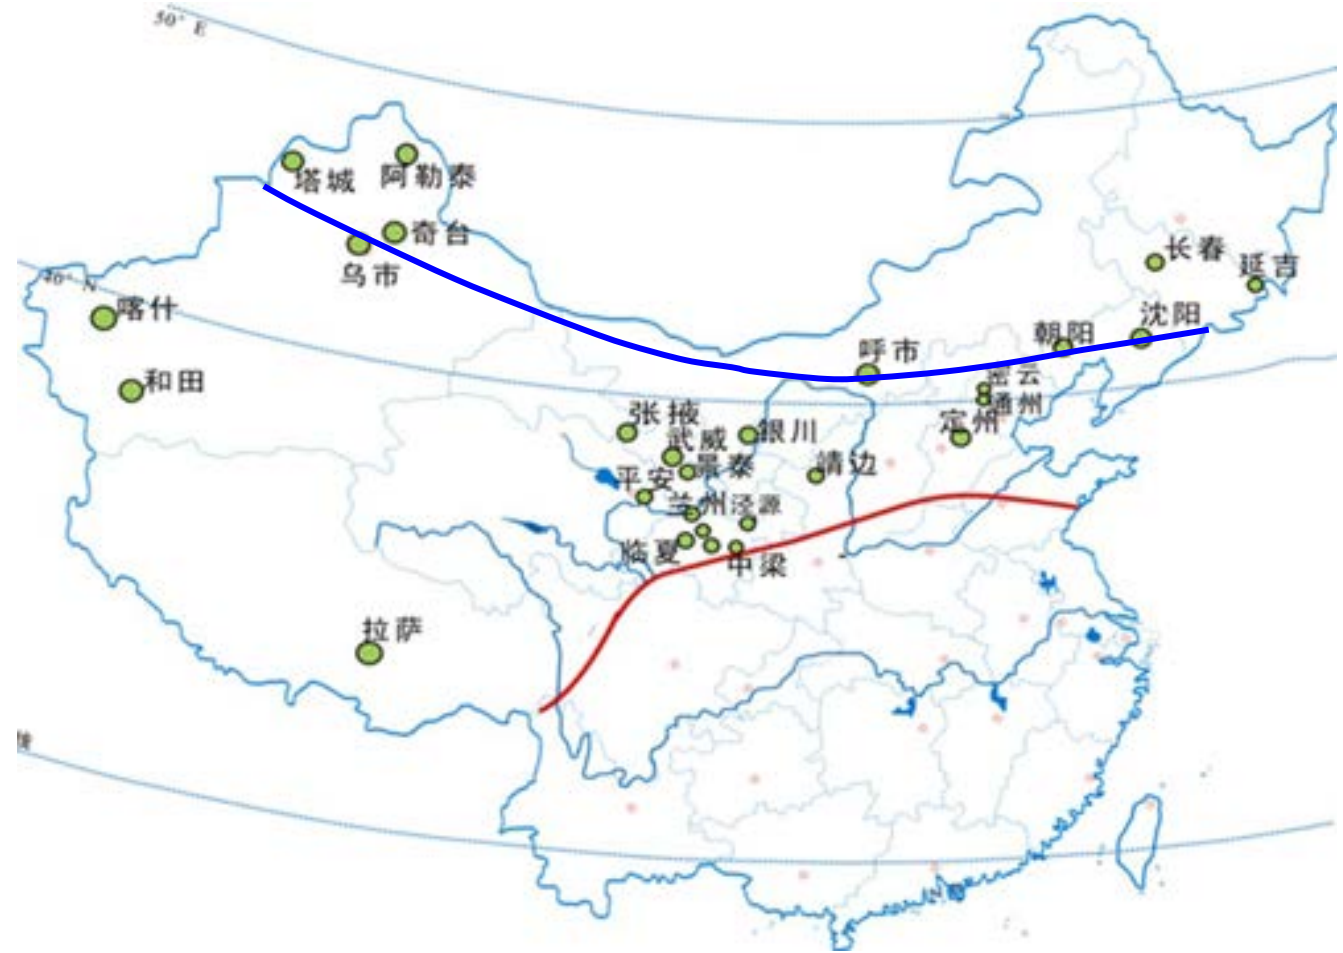 50° E
塔城
阿勒泰
奇台
乌市
长春
延吉
40° N
喀什
沈阳
朝阳
呼市
和田
密云
通州
张掖
定州
银川
武威
景泰
靖边
平安
兰州
泾源
临夏
中梁
拉萨